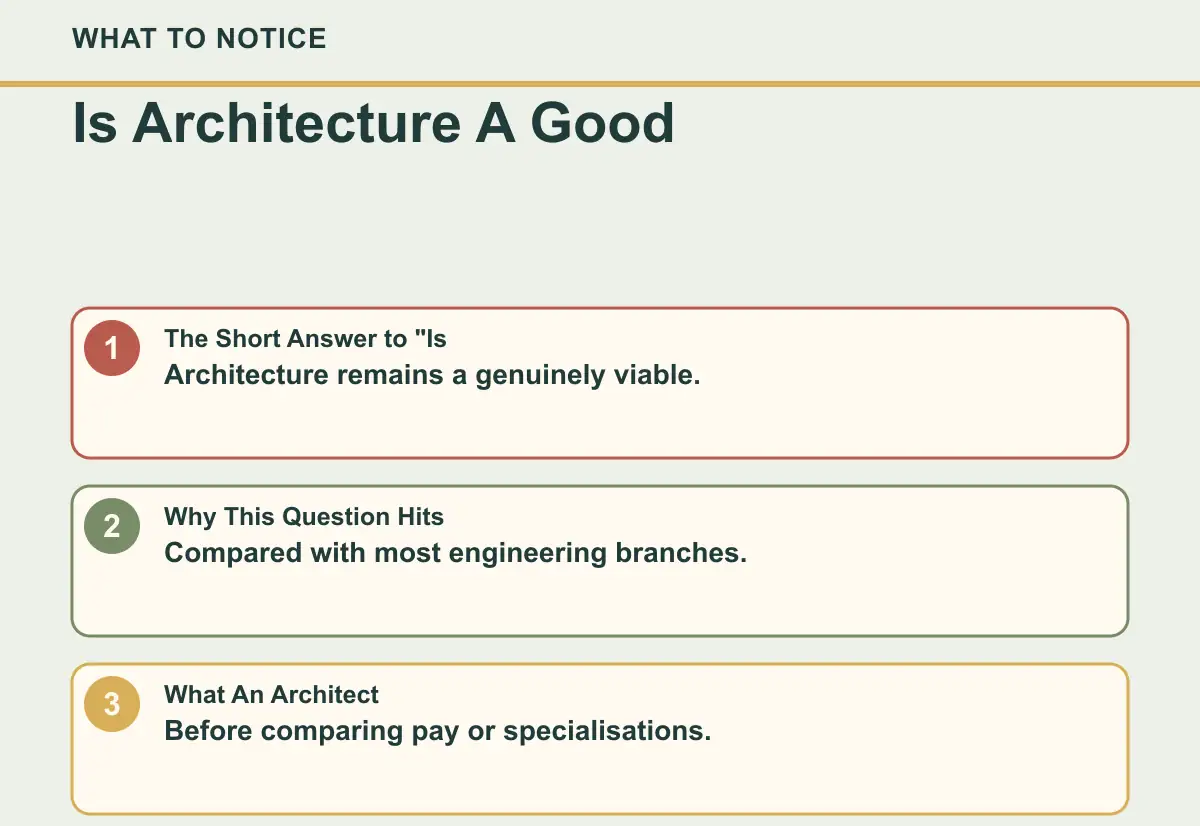 WHAT TO NOTICE
Is Architecture A Good
1
The Short Answer to "Is
Architecture remains a genuinely viable.
2
Why This Question Hits
Compared with most engineering branches.
3
What An Architect
Before comparing pay or specialisations.